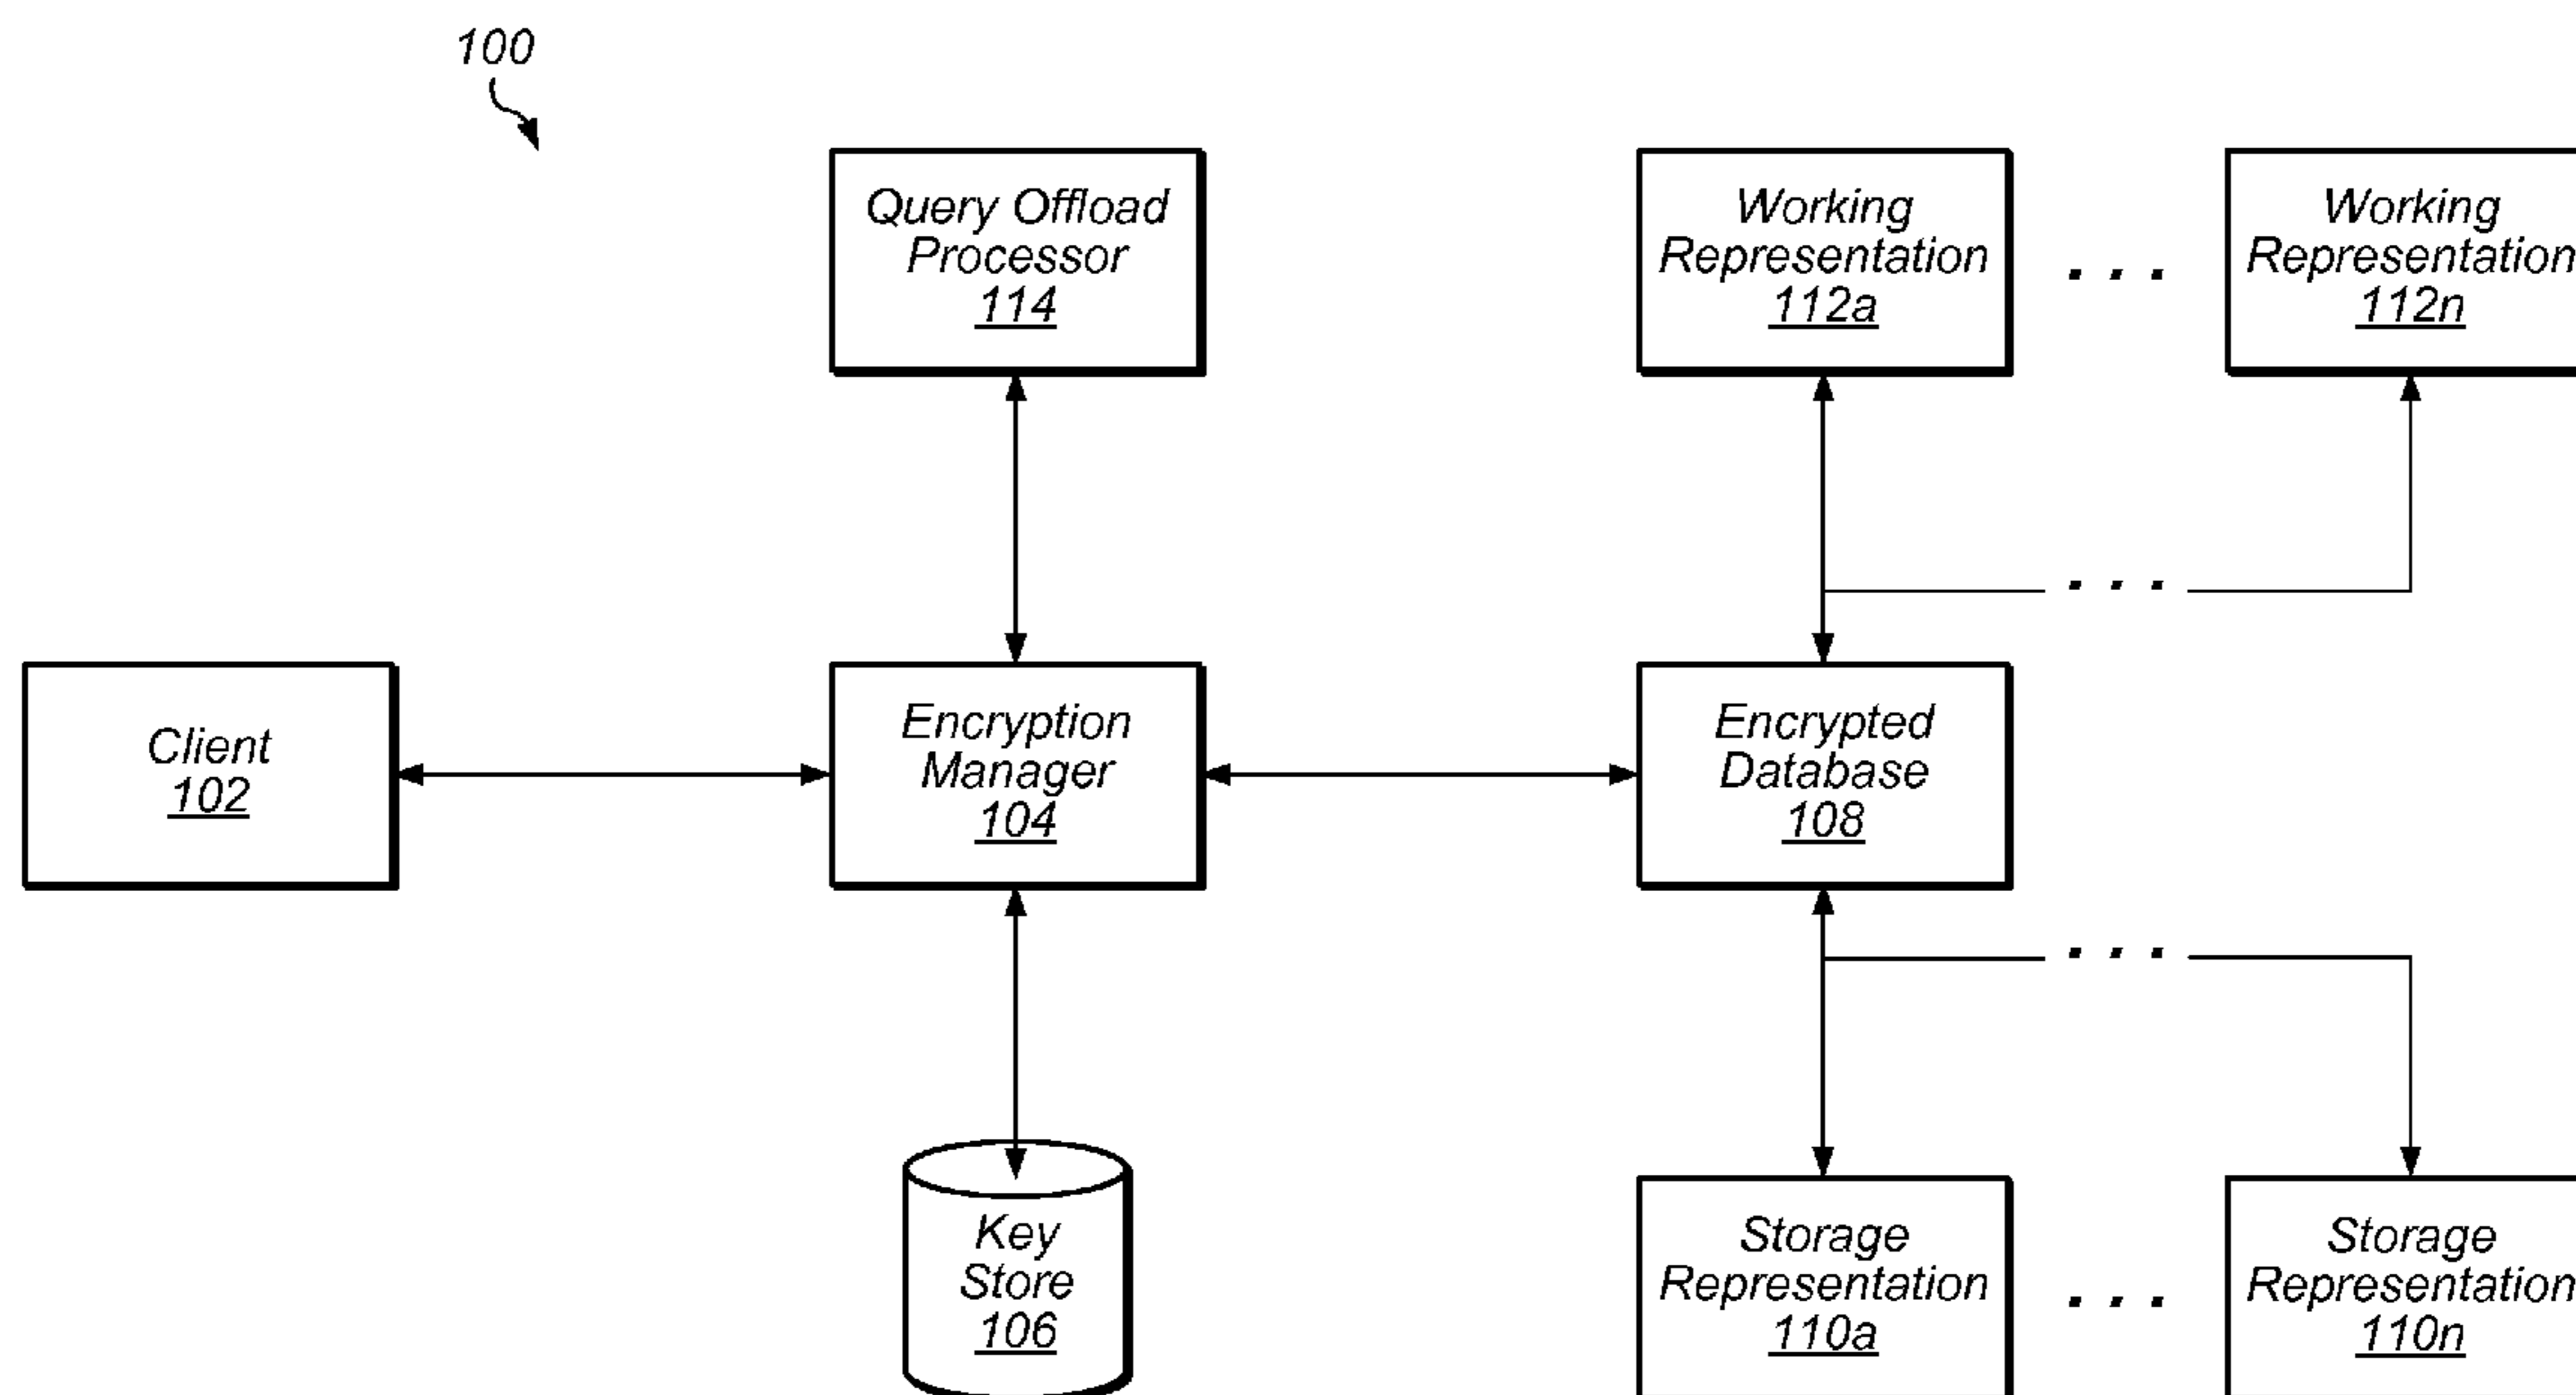 100
Query Offload
Processor
114
Working
Representation
112a
. . .
Working
Representation
112n
. . .
Client
102
Encryption
Manager
104
Encrypted
Database
108
. . .
Key
Store
106
Storage
Representation
110a
. . .
Storage
Representation
110n